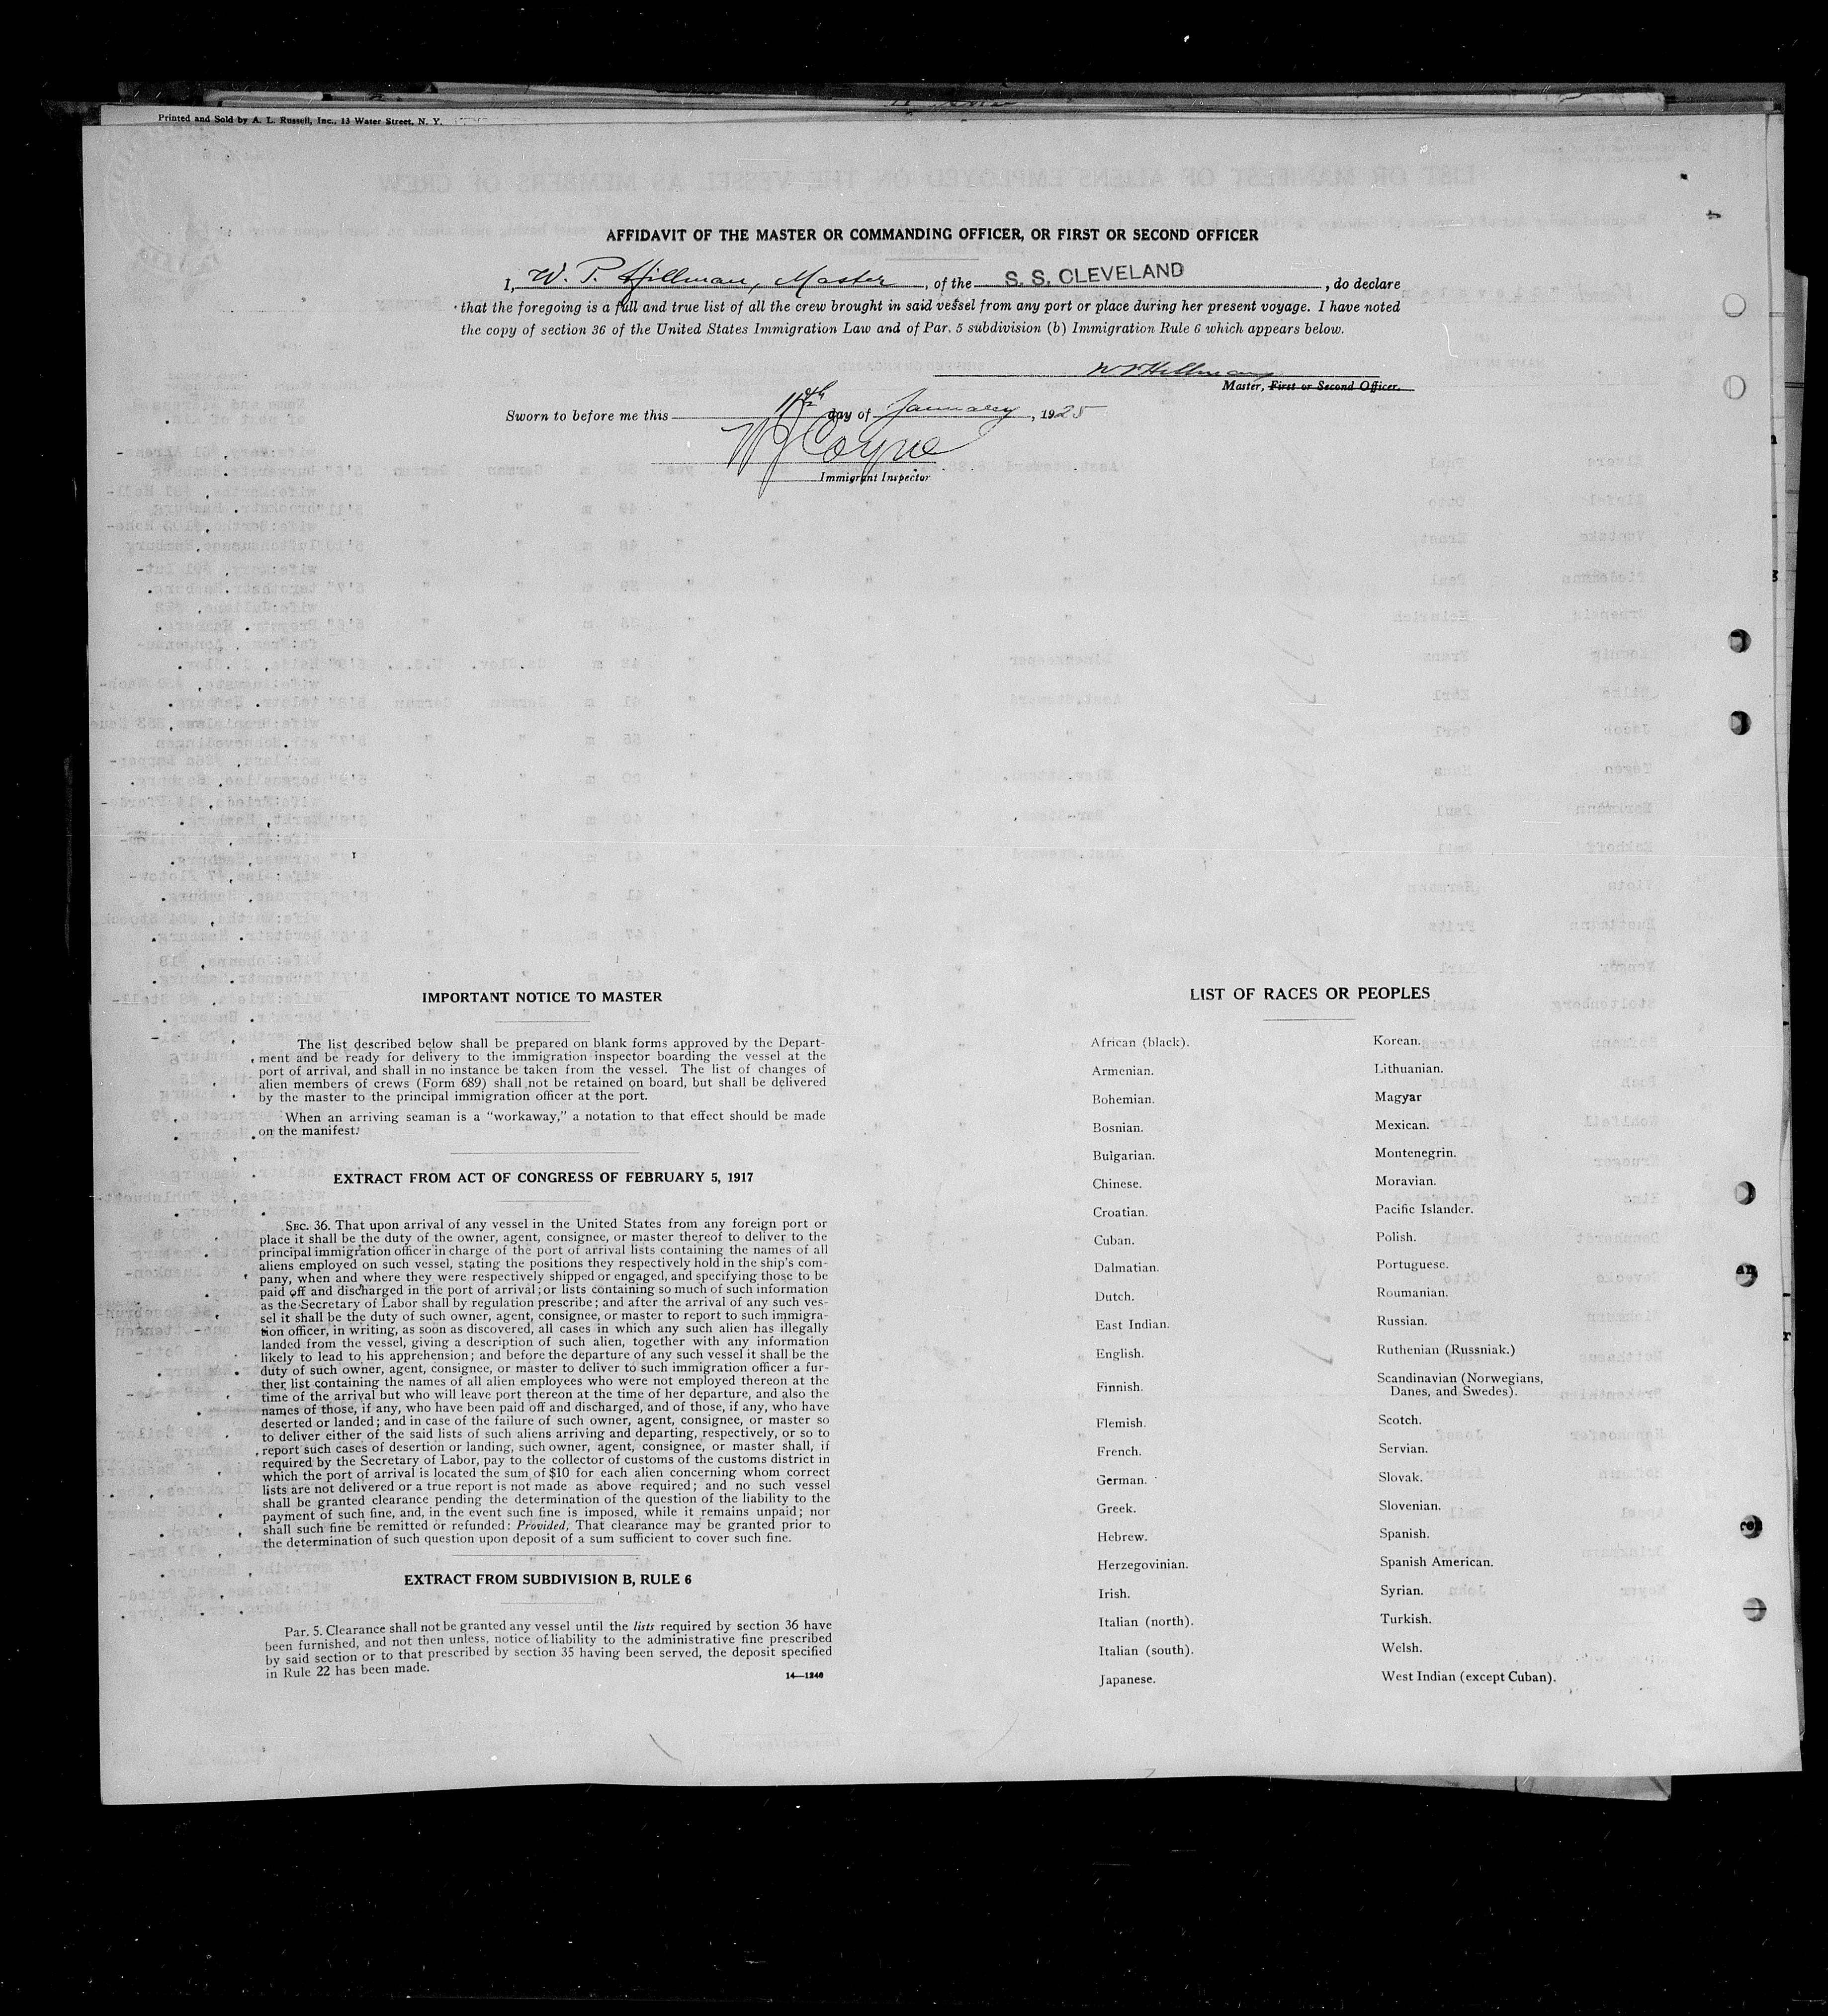 Printed and Sold by A. L. Russell, Inc., 13 Water Street, N. Y.
AFFIDAVIT OF THE MASTER OR COMMANDING OFFICER, OR FIRST OR SECOND OFFICER
I, W. P. Hillman, Master, of the S. S. CLEVELAND, do declare
that the foregoing is a full and true list of all the crew brought in said vessel from any port or place during her present voyage. I have noted
the copy of section 36 of the United States Immigration Law and of Par. 5 subdivision (b) Immigration Rule 6 which appears below.
W P Hillman
Master, First or Second Officer.
Sworn to before me this 11th day of January, 1925
W J Coyne
Immigrant Inspector
IMPORTANT NOTICE TO MASTER
The list described below shall be prepared on blank forms approved by the Depart-
ment and be ready for delivery to the immigration inspector boarding the vessel at the
port of arrival, and shall in no instance be taken from the vessel. The list of changes of
alien members of crews (Form 689) shall not be retained on board, but shall be delivered
by the master to the principal immigration officer at the port.
When an arriving seaman is a “workaway,” a notation to that effect should be made
on the manifest.
EXTRACT FROM ACT OF CONGRESS OF FEBRUARY 5, 1917
SEC. 36. That upon arrival of any vessel in the United States from any foreign port or
place it shall be the duty of the owner, agent, consignee, or master thereof to deliver to the
principal immigration officer in charge of the port of arrival lists containing the names of all
aliens employed on such vessel, stating the positions they respectively hold in the ship's com-
pany, when and where they were respectively shipped or engaged, and specifying those to be
paid off and discharged in the port of arrival; or lists containing so much of such information
as the Secretary of Labor shall by regulation prescribe; and after the arrival of any such ves-
sel it shall be the duty of such owner, agent, consignee, or master to report to such immigra-
tion officer, in writing, as soon as discovered, all cases in which any such alien has illegally
landed from the vessel, giving a description of such alien, together with any information
likely to lead to his apprehension; and before the departure of any such vessel it shall be the
duty of such owner, agent, consignee, or master to deliver to such immigration officer a fur-
ther list containing the names of all alien employees who were not employed thereon at the
time of the arrival but who will leave port thereon at the time of her departure, and also the
names of those, if any, who have been paid off and discharged, and of those, if any, who have
deserted or landed; and in case of the failure of such owner, agent, consignee, or master so
to deliver either of the said lists of such aliens arriving and departing, respectively, or so to
report such cases of desertion or landing, such owner, agent, consignee, or master shall, if
required by the Secretary of Labor, pay to the collector of customs of the customs district in
which the port of arrival is located the sum of $10 for each alien concerning whom correct
lists are not delivered or a true report is not made as above required; and no such vessel
shall be granted clearance pending the determination of the question of the liability to the
payment of such fine, and, in the event such fine is imposed, while it remains unpaid; nor
shall such fine be remitted or refunded: Provided, That clearance may be granted prior to
the determination of such question upon deposit of a sum sufficient to cover such fine.
EXTRACT FROM SUBDIVISION B, RULE 6
Par. 5. Clearance shall not be granted any vessel until the lists required by section 36 have
been furnished, and not then unless, notice of liability to the administrative fine prescribed
by said section or to that prescribed by section 35 having been served, the deposit specified
in Rule 22 has been made.
14—1240
LIST OF RACES OR PEOPLES
African (black).
Armenian.
Bohemian.
Bosnian.
Bulgarian.
Chinese.
Croatian.
Cuban.
Dalmatian.
Dutch.
East Indian.
English.
Finnish.
Flemish.
French.
German.
Greek.
Hebrew.
Herzegovinian.
Irish.
Italian (north).
Italian (south).
Japanese.
Korean.
Lithuanian.
Magyar
Mexican.
Montenegrin.
Moravian.
Pacific Islander.
Polish.
Portuguese.
Roumanian.
Russian.
Ruthenian (Russniak.)
Scandinavian (Norwegians,
Danes, and Swedes).
Scotch.
Servian.
Slovak.
Slovenian.
Spanish.
Spanish American.
Syrian.
Turkish.
Welsh.
West Indian (except Cuban).